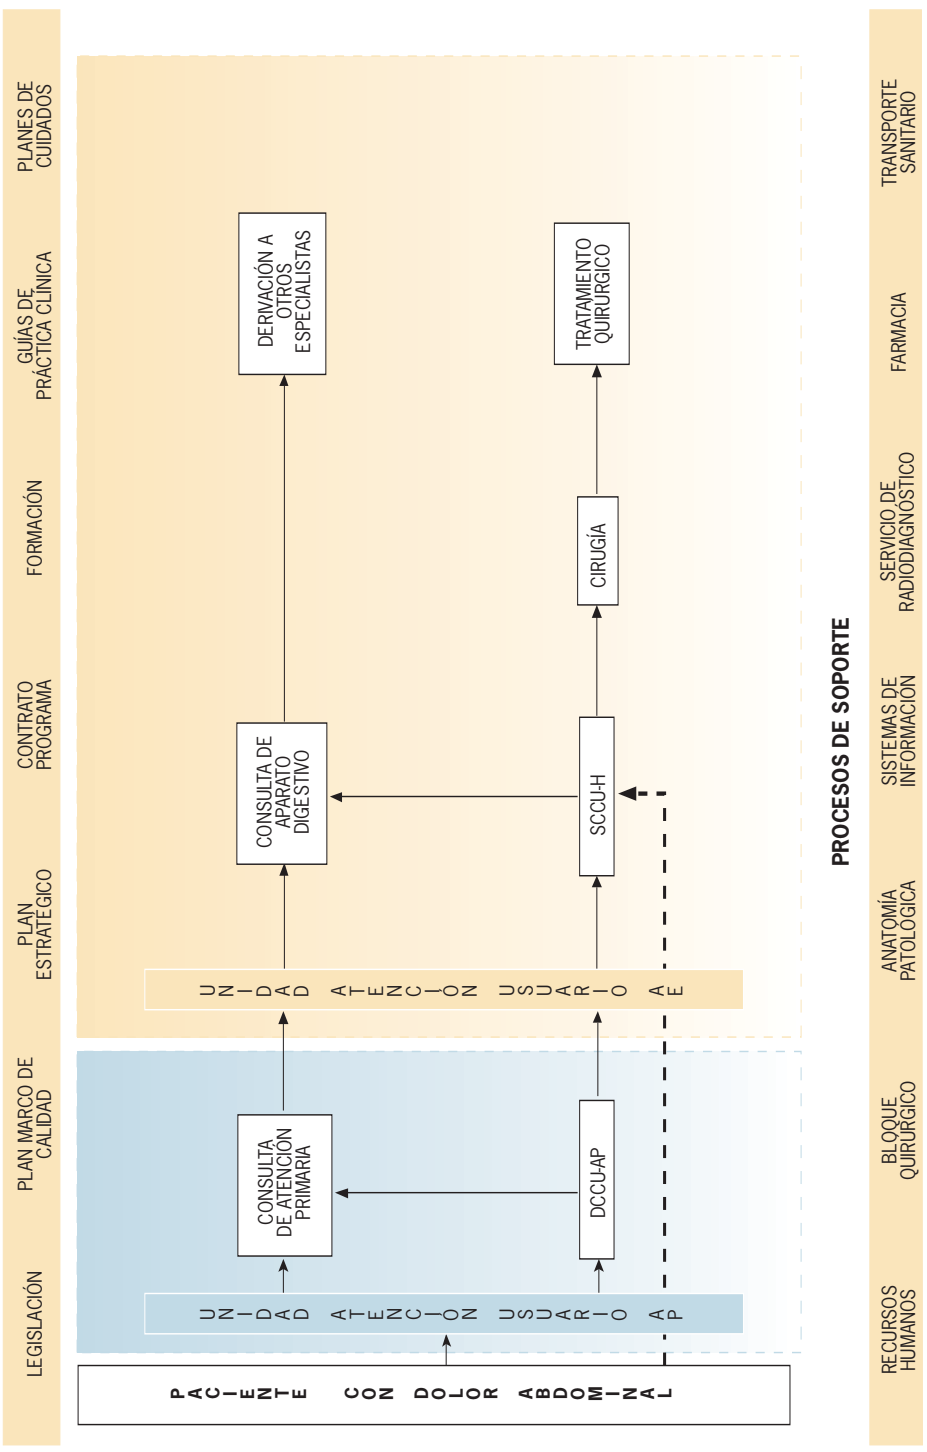 LEGISLACIÓN
PLAN MARCO DE
CALIDAD
PLAN
ESTRATÉGICO
CONTRATO
PROGRAMA
FORMACIÓN
GUÍAS DE
PRÁCTICA CLÍNICA
PLANES DE
CUIDADOS
PACIENTE CON DOLOR ABDOMINAL
UNIDAD ATENCIÓN USUARIO AP
CONSULTA
DE ATENCIÓN
PRIMARIA
DCCU-AP
UNIDAD ATENCIÓN USUARIO AE
CONSULTA DE
APARATO
DIGESTIVO
SCCU-H
CIRUGÍA
DERIVACIÓN A
OTROS
ESPECIALISTAS
TRATAMIENTO
QUIRÚRGICO
PROCESOS DE SOPORTE
RECURSOS
HUMANOS
BLOQUE
QUIRÚRGICO
ANATOMÍA
PATOLÓGICA
SISTEMAS DE
INFORMACIÓN
SERVICIO DE
RADIODIAGNÓSTICO
FARMACIA
TRANSPORTE
SANITARIO